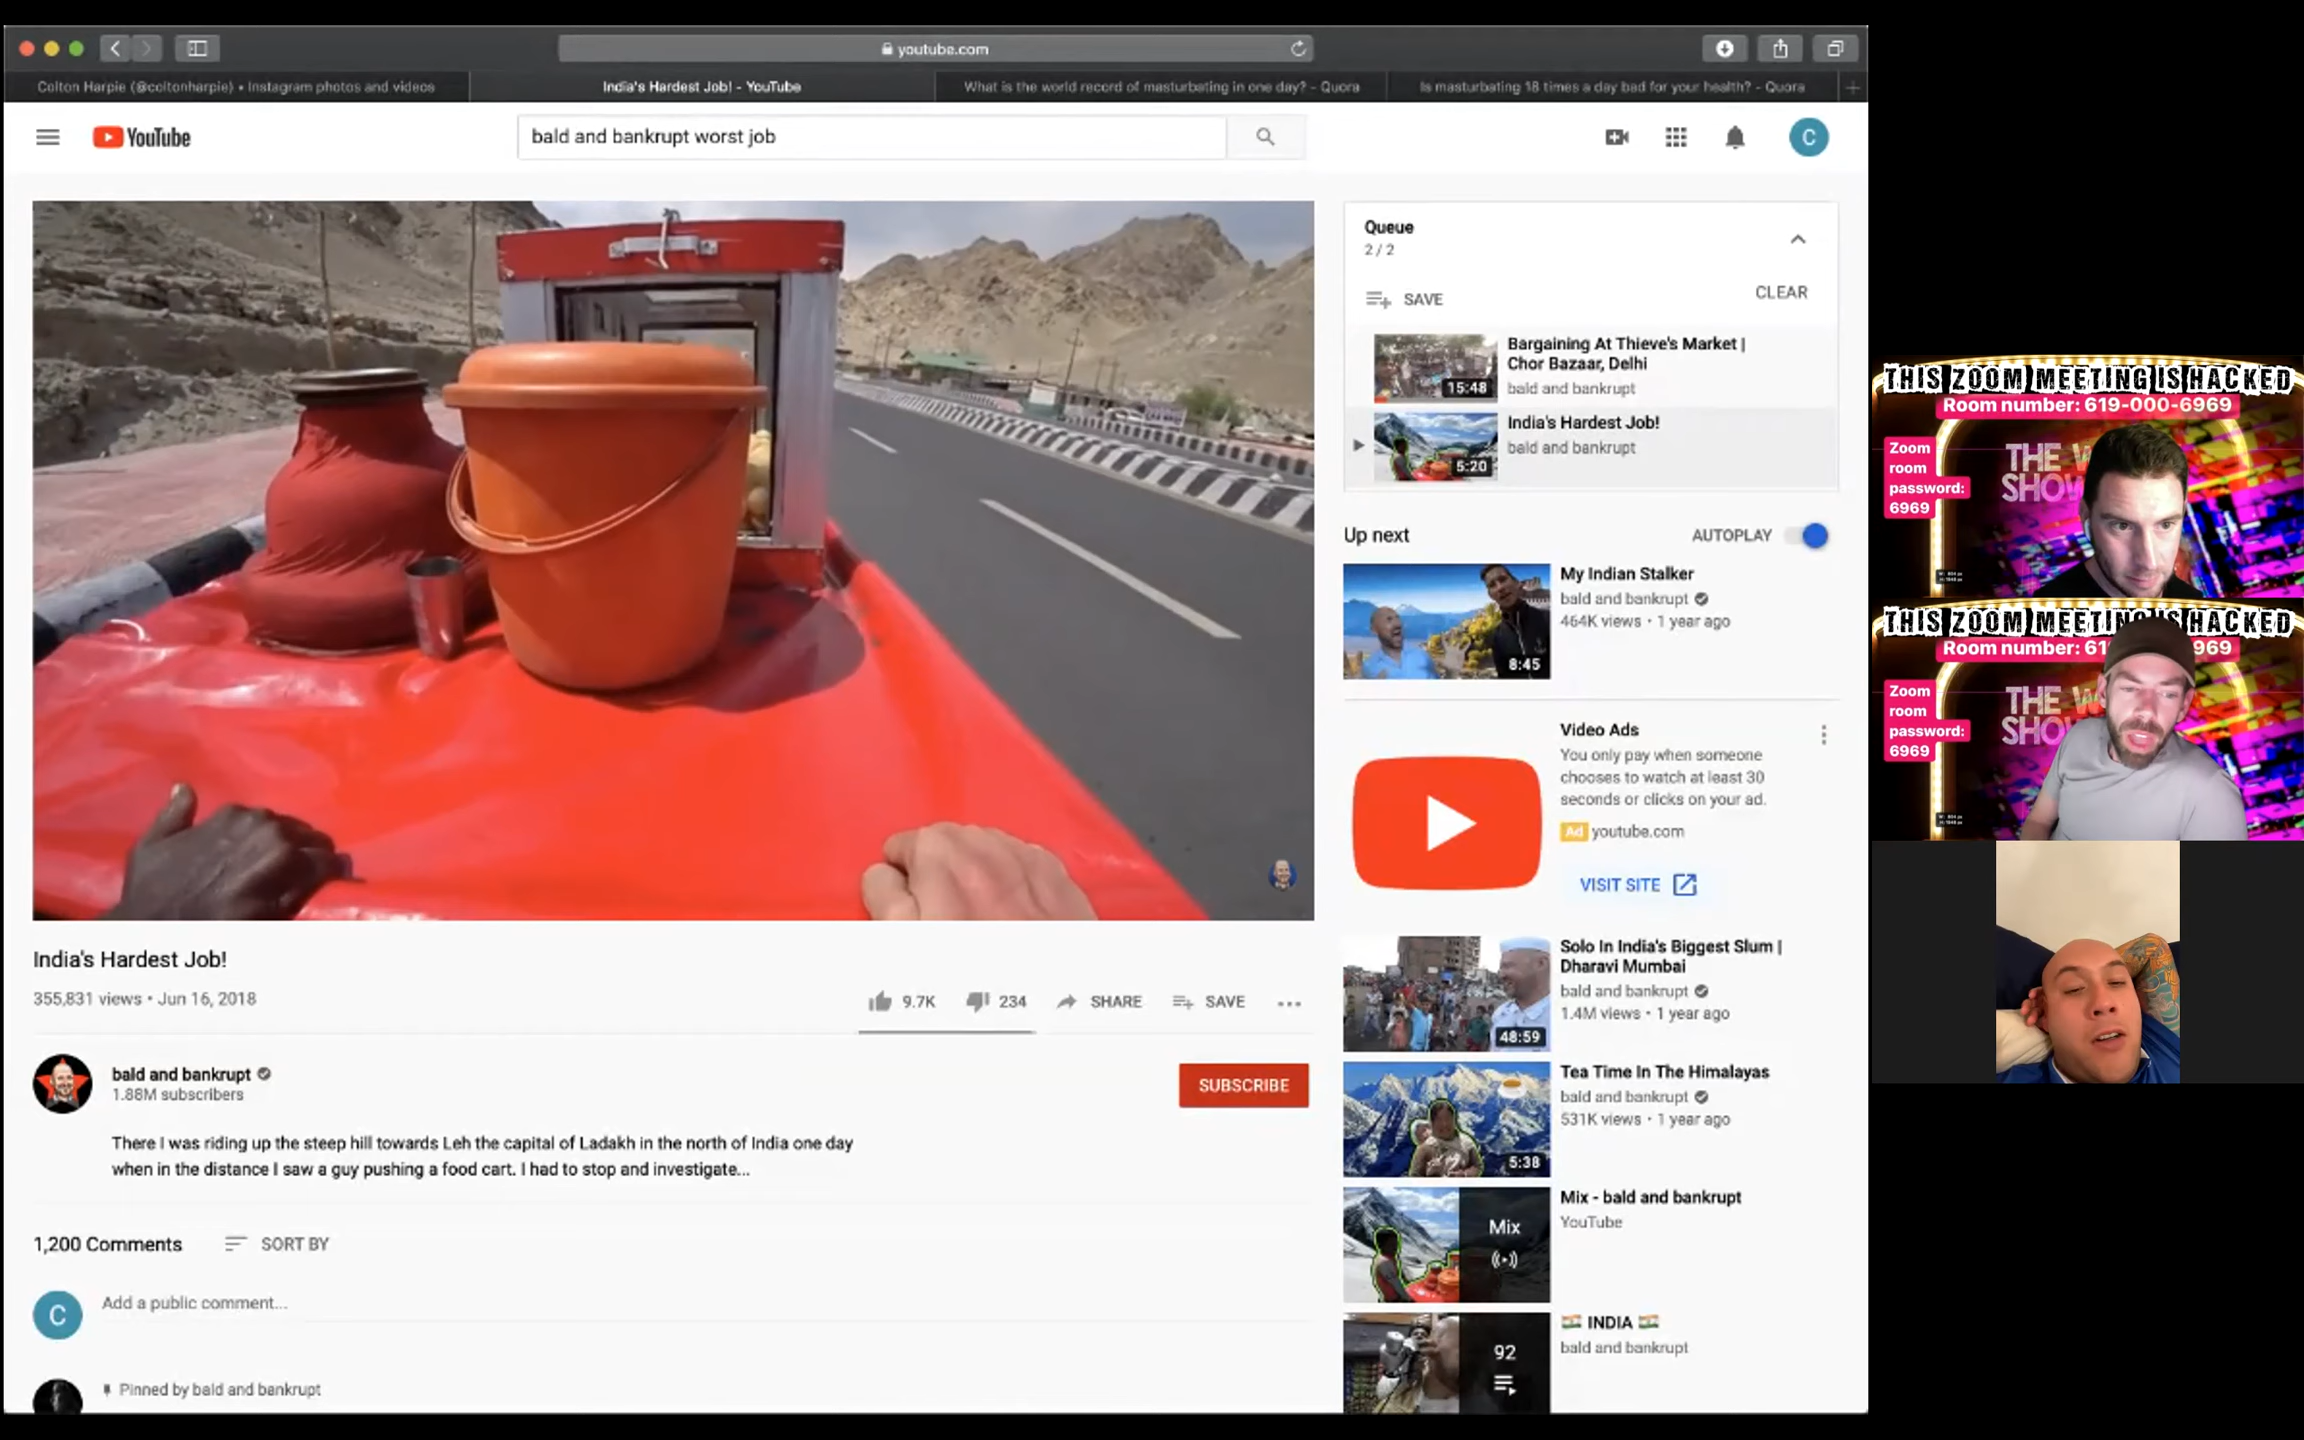 youtube.com
Colton Harpie (@coltonharpie) • Instagram photos and videos
India's Hardest Job! - YouTube
What is the world record of masturbating in one day? - Quora
Is masturbating 18 times a day bad for your health? - Quora
YouTube
bald and bankrupt worst job
C
Queue
2 / 2
SAVE
CLEAR
Bargaining At Thieve's Market |
Chor Bazaar, Delhi
bald and bankrupt
15:48
India's Hardest Job!
bald and bankrupt
5:20
Up next
AUTOPLAY
My Indian Stalker
bald and bankrupt
464K views • 1 year ago
8:45
Video Ads
You only pay when someone
chooses to watch at least 30
seconds or clicks on your ad.
Ad youtube.com
VISIT SITE
Solo In India's Biggest Slum |
Dharavi Mumbai
bald and bankrupt
1.4M views • 1 year ago
48:59
Tea Time In The Himalayas
bald and bankrupt
531K views • 1 year ago
5:38
Mix - bald and bankrupt
YouTube
Mix
INDIA
bald and bankrupt
92
India's Hardest Job!
355,831 views • Jun 16, 2018
9.7K
234
SHARE
SAVE
bald and bankrupt
1.88M subscribers
SUBSCRIBE
There I was riding up the steep hill towards Leh the capital of Ladakh in the north of India one day
when in the distance I saw a guy pushing a food cart. I had to stop and investigate...
1,200 Comments
SORT BY
C
Add a public comment...
Pinned by bald and bankrupt
THIS ZOOM MEETING IS HACKED
Room number: 619-000-6969
Zoom
room
password:
6969
THE W
SHOW
THIS ZOOM MEETING IS HACKED
Room number: 61 969
Zoom
room
password:
6969
THE W
SHO